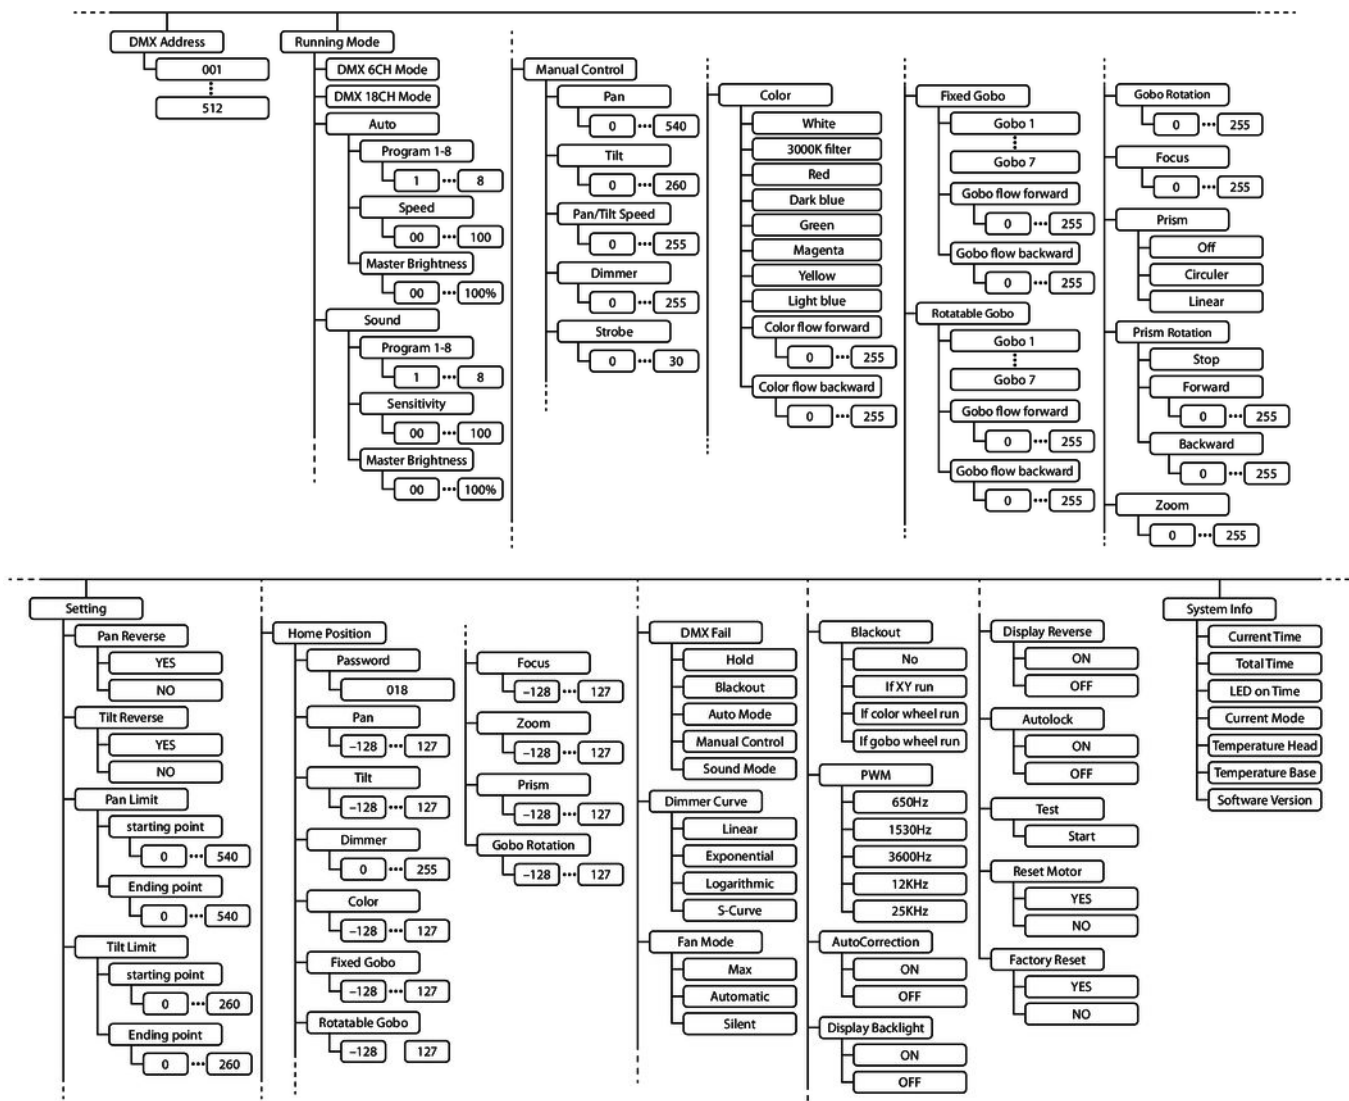 DMX Address
001
512
Running Mode
DMX 6CH Mode
DMX 18CH Mode
Auto
Program 1-8
1 ••• 8
Speed
00 ••• 100
Master Brightness
00 ••• 100%
Sound
Program 1-8
1 ••• 8
Sensitivity
00 ••• 100
Master Brightness
00 ••• 100%
Manual Control
Pan
0 ••• 540
Tilt
0 ••• 260
Pan/Tilt Speed
0 ••• 255
Dimmer
0 ••• 255
Strobe
0 ••• 30
Color
White
3000K filter
Red
Dark blue
Green
Magenta
Yellow
Light blue
Color flow forward
0 ••• 255
Color flow backward
0 ••• 255
Fixed Gobo
Gobo 1
Gobo 7
Gobo flow forward
0 ••• 255
Gobo flow backward
0 ••• 255
Rotatable Gobo
Gobo 1
Gobo 7
Gobo flow forward
0 ••• 255
Gobo flow backward
0 ••• 255
Gobo Rotation
0 ••• 255
Focus
0 ••• 255
Prism
Off
Circuler
Linear
Prism Rotation
Stop
Forward
0 ••• 255
Backward
0 ••• 255
Zoom
0 ••• 255
Setting
Pan Reverse
YES
NO
Tilt Reverse
YES
NO
Pan Limit
starting point
0 ••• 540
Ending point
0 ••• 540
Tilt Limit
starting point
0 ••• 260
Ending point
0 ••• 260
Home Position
Password
018
Pan
–128 ••• 127
Tilt
–128 ••• 127
Dimmer
0 ••• 255
Color
–128 ••• 127
Fixed Gobo
–128 ••• 127
Rotatable Gobo
–128 127
Focus
–128 ••• 127
Zoom
–128 ••• 127
Prism
–128 ••• 127
Gobo Rotation
–128 ••• 127
DMX Fail
Hold
Blackout
Auto Mode
Manual Control
Sound Mode
Dimmer Curve
Linear
Exponential
Logarithmic
S-Curve
Fan Mode
Max
Automatic
Silent
Blackout
No
If XY run
If color wheel run
If gobo wheel run
PWM
650Hz
1530Hz
3600Hz
12KHz
25KHz
AutoCorrection
ON
OFF
Display Backlight
ON
OFF
Display Reverse
ON
OFF
Autolock
ON
OFF
Test
Start
Reset Motor
YES
NO
Factory Reset
YES
NO
System Info
Current Time
Total Time
LED on Time
Current Mode
Temperature Head
Temperature Base
Software Version